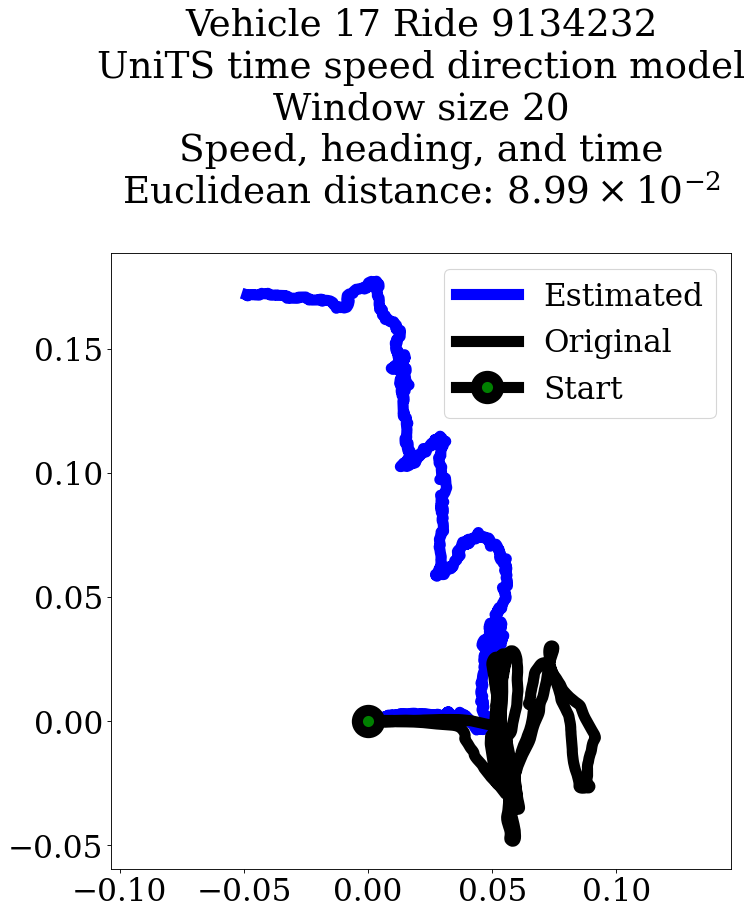 Vehicle 17 Ride 9134232
UniTS time speed direction model
Window size 20
Speed, heading, and time
Euclidean distance: 8.99 × 10⁻²
Estimated
Original
Start
0.15
0.10
0.05
0.00
−0.05
−0.10 −0.05 0.00 0.05 0.10